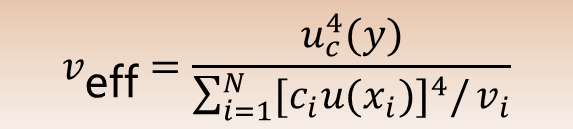 v_eff = u_c^4(y) / ∑_{i=1}^{N} [c_i u(x_i)]^4 / v_i